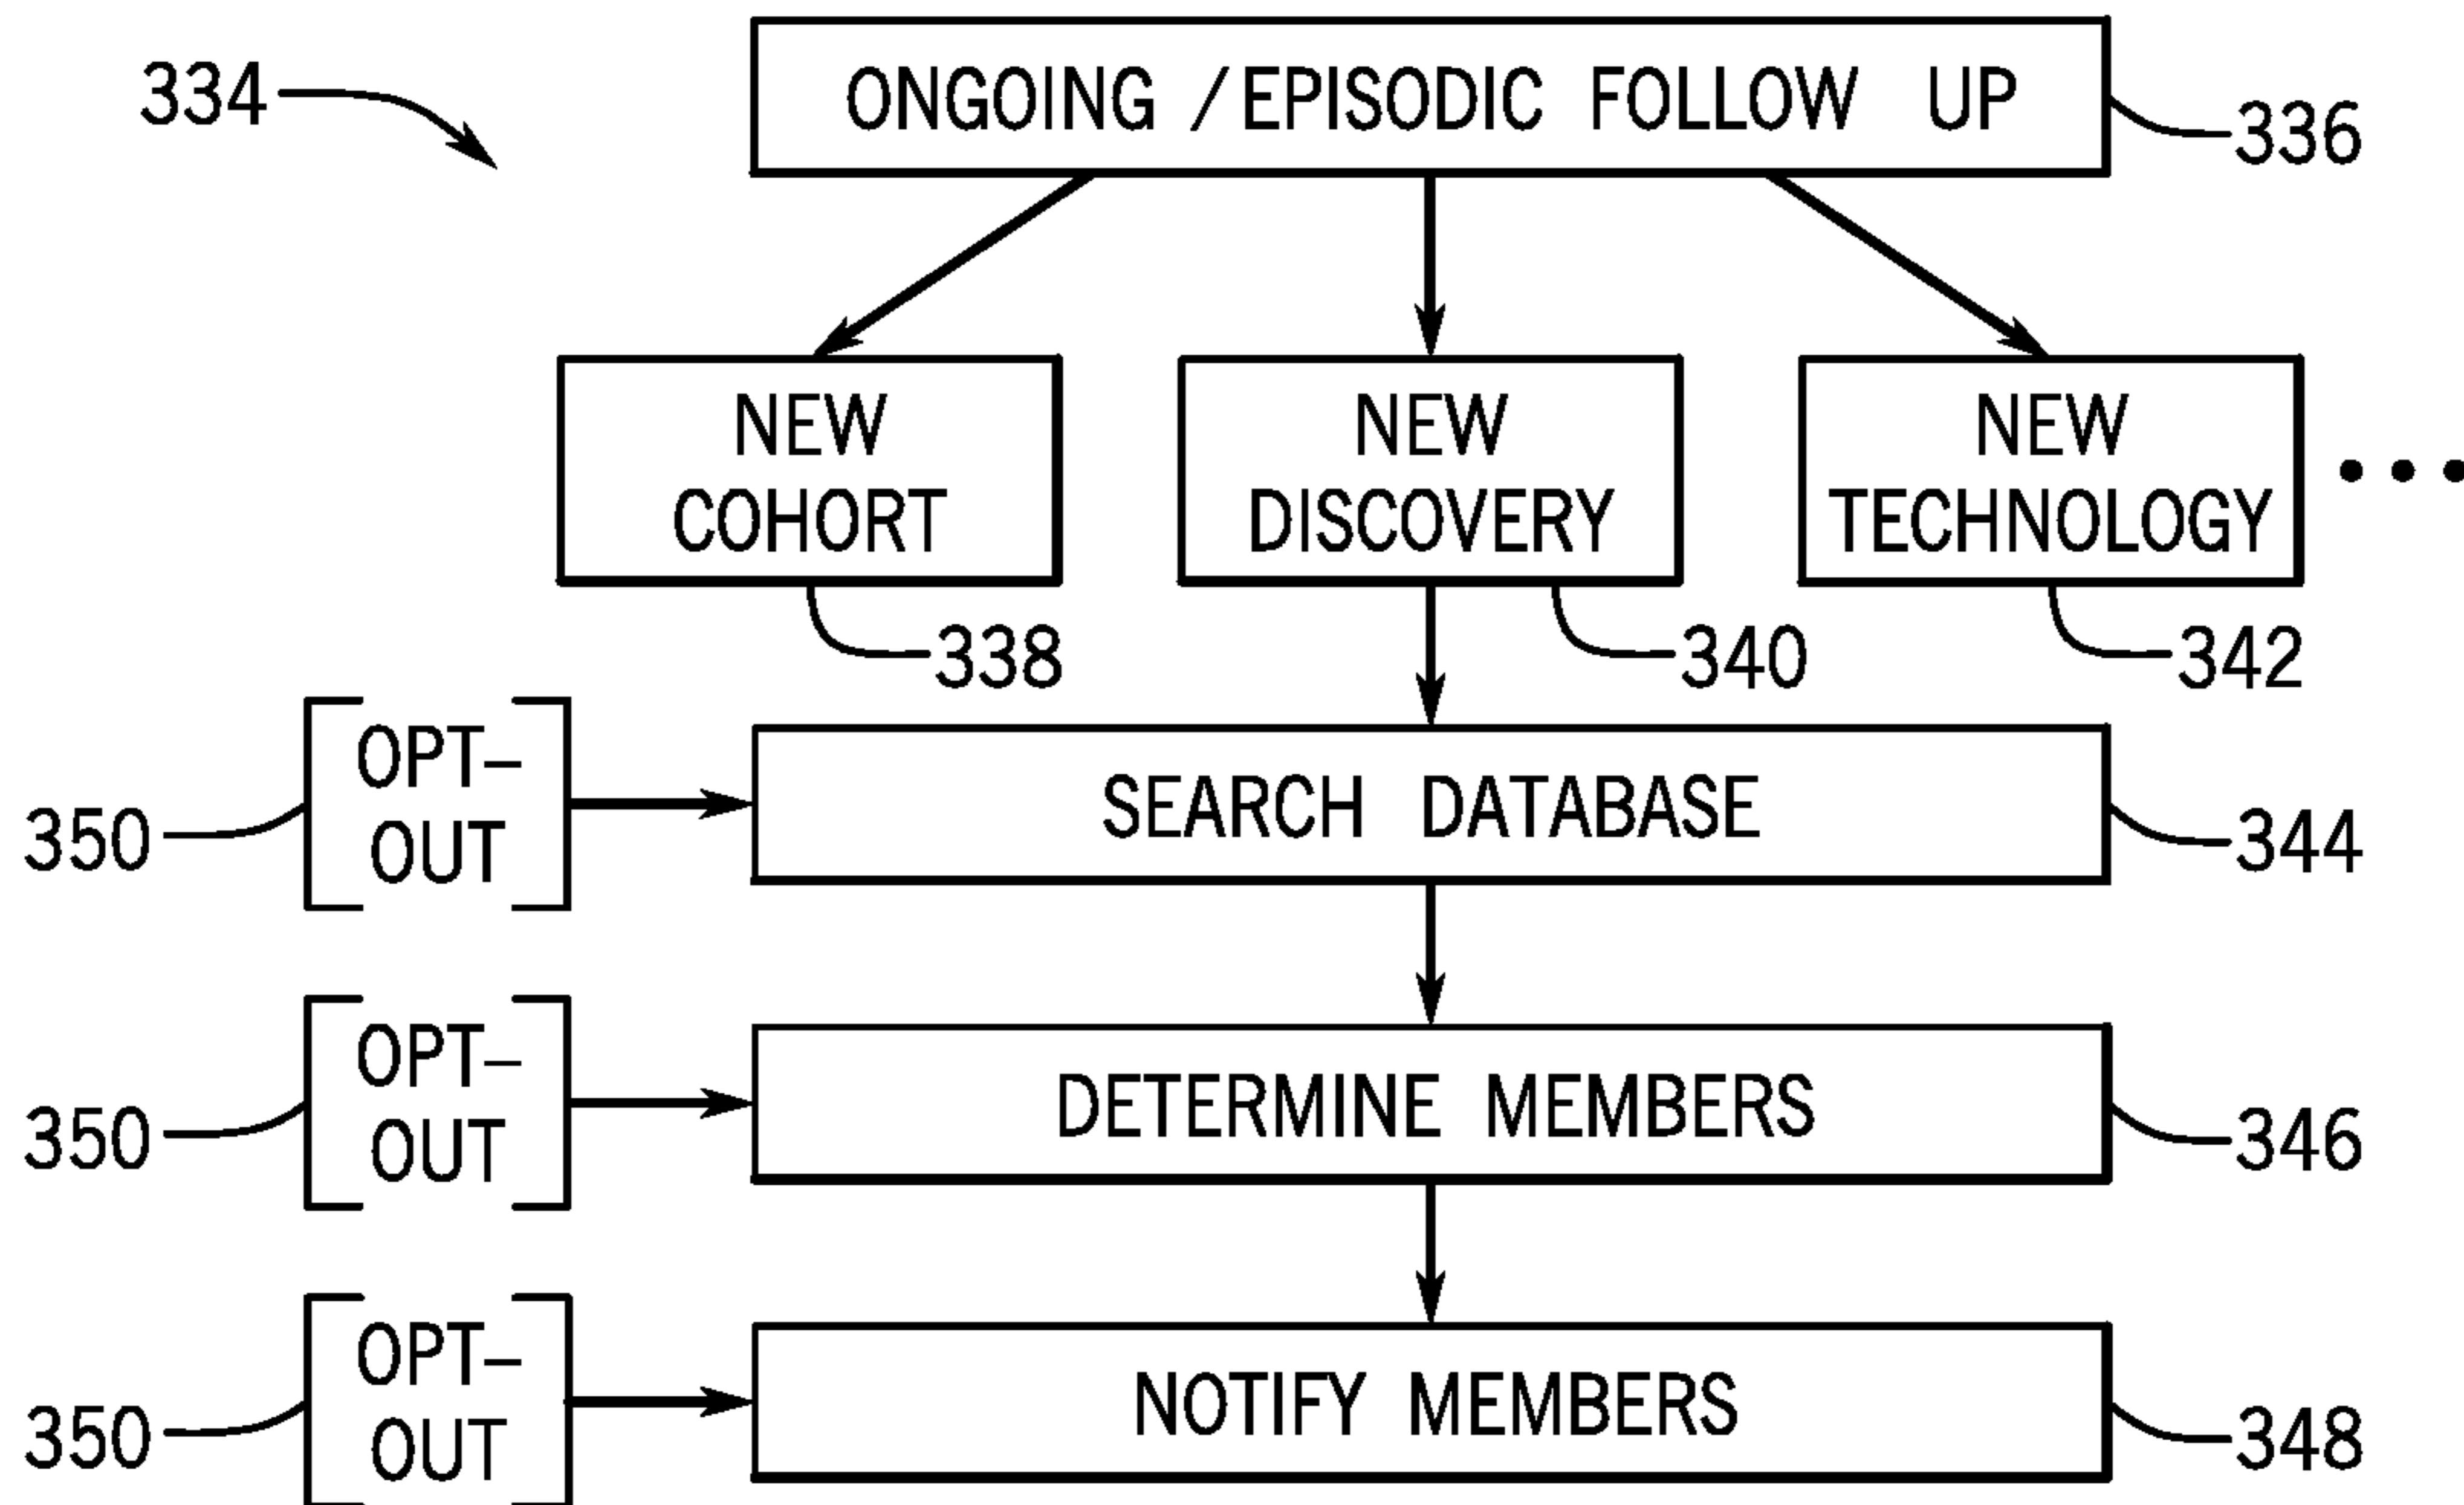 334
ONGOING /EPISODIC FOLLOW UP
336
NEW
COHORT
338
NEW
DISCOVERY
340
NEW
TECHNOLOGY
342
•••
OPT–
OUT
350
SEARCH DATABASE
344
OPT–
OUT
350
DETERMINE MEMBERS
346
OPT–
OUT
350
NOTIFY MEMBERS
348